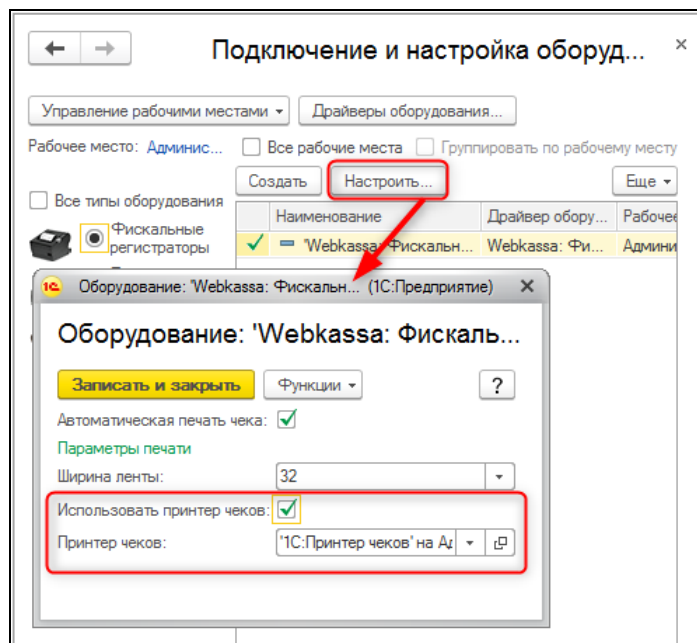 Подключение и настройка оборуд...
Управление рабочими местами
Драйверы оборудования...
Рабочее место: Админис...
Все рабочие места
Группировать по рабочему месту
Создать
Настроить...
Еще
Все типы оборудования
Наименование
Драйвер обору...
Рабочее
Фискальные
регистраторы
'Webkassa: Фискальн...
Webkassa: Фи...
Админи
1С
Оборудование: 'Webkassa: Фискальн... (1С:Предприятие)
Оборудование: 'Webkassa: Фискаль...
Записать и закрыть
Функции
?
Автоматическая печать чека:
Параметры печати
Ширина ленты:
32
Использовать принтер чеков:
Принтер чеков:
'1С:Принтер чеков' на Ад